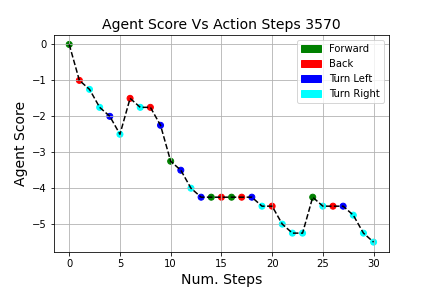 Agent Score Vs Action Steps 3570
Forward
Back
Turn Left
Turn Right
Agent Score
0
−1
−2
−3
−4
−5
0 5 10 15 20 25 30
Num. Steps